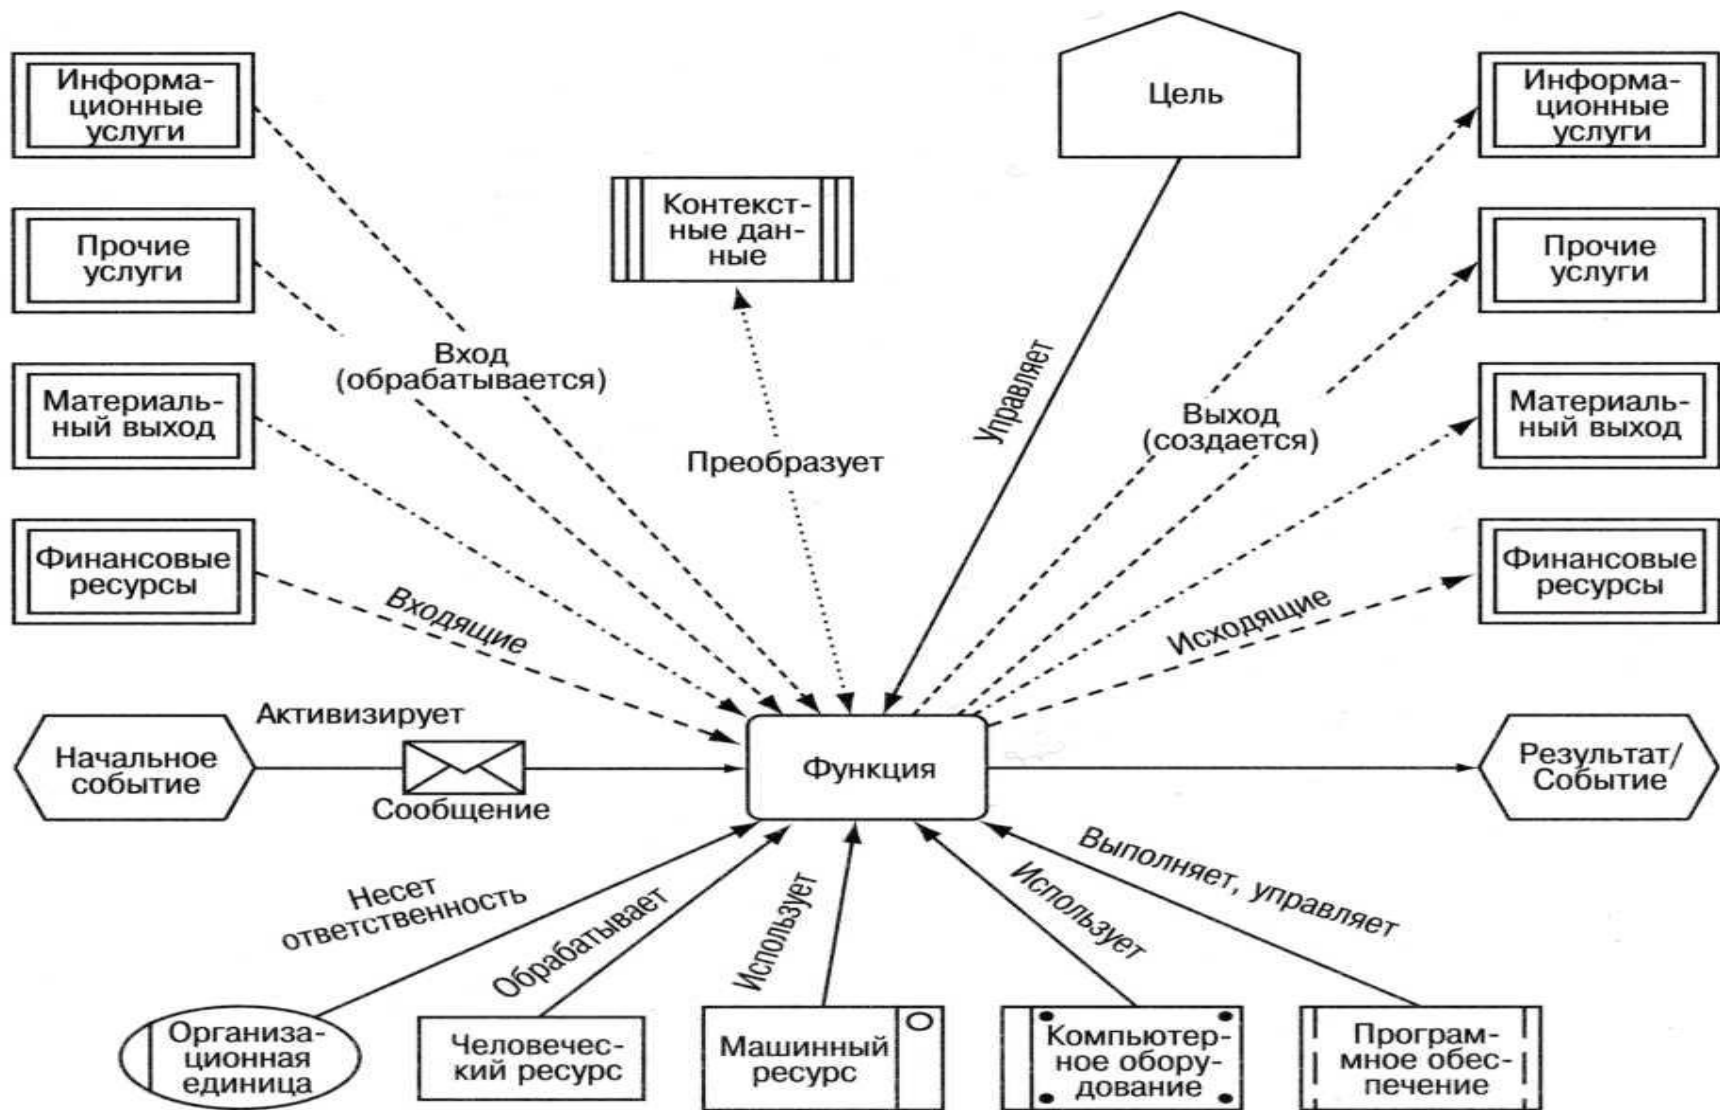 Информа-
ционные
услуги
Цель
Информа-
ционные
услуги
Контекст-
ные дан-
ные
Прочие
услуги
Прочие
услуги
Вход
(обрабатывается)
Управляет
Выход
(создается)
Материаль-
ный выход
Материаль-
ный выход
Преобразует
Финансовые
ресурсы
Входящие
Исходящие
Финансовые
ресурсы
Активизирует
Начальное
событие
Сообщение
Функция
Результат/
Событие
Несет
ответственность
Обрабатывает
Использует
Использует
Выполняет, управляет
Организа-
ционная
единица
Человечес-
кий ресурс
Машинный
ресурс
Компьютер-
ное обору-
дование
Програм-
мное обес-
печение